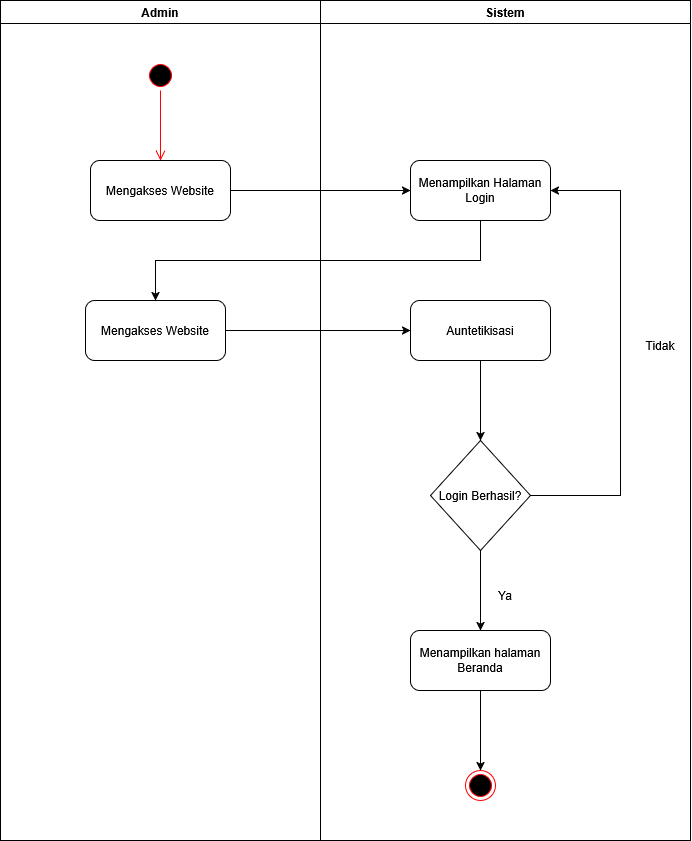 Admin
Sistem
Mengakses Website
Menampilkan Halaman
Login
Mengakses Website
Auntetikisasi
Tidak
Login Berhasil?
Ya
Menampilkan halaman
Beranda